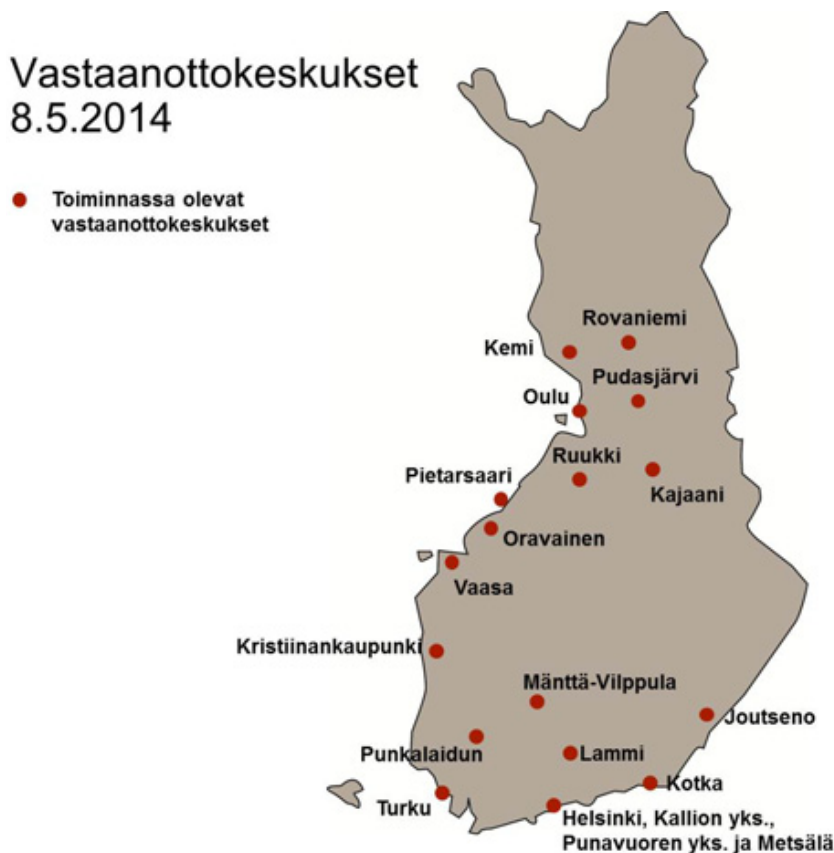 Vastaanottokeskukset
8.5.2014
Toiminnassa olevat
vastaanottokeskukset
Rovaniemi
Kemi
Pudasjärvi
Oulu
Ruukki
Pietarsaari
Kajaani
Oravainen
Vaasa
Kristiinankaupunki
Mänttä-Vilppula
Joutseno
Punkalaidun
Lammi
Kotka
Turku
Helsinki, Kallion yks.,
Punavuoren yks. ja Metsälä